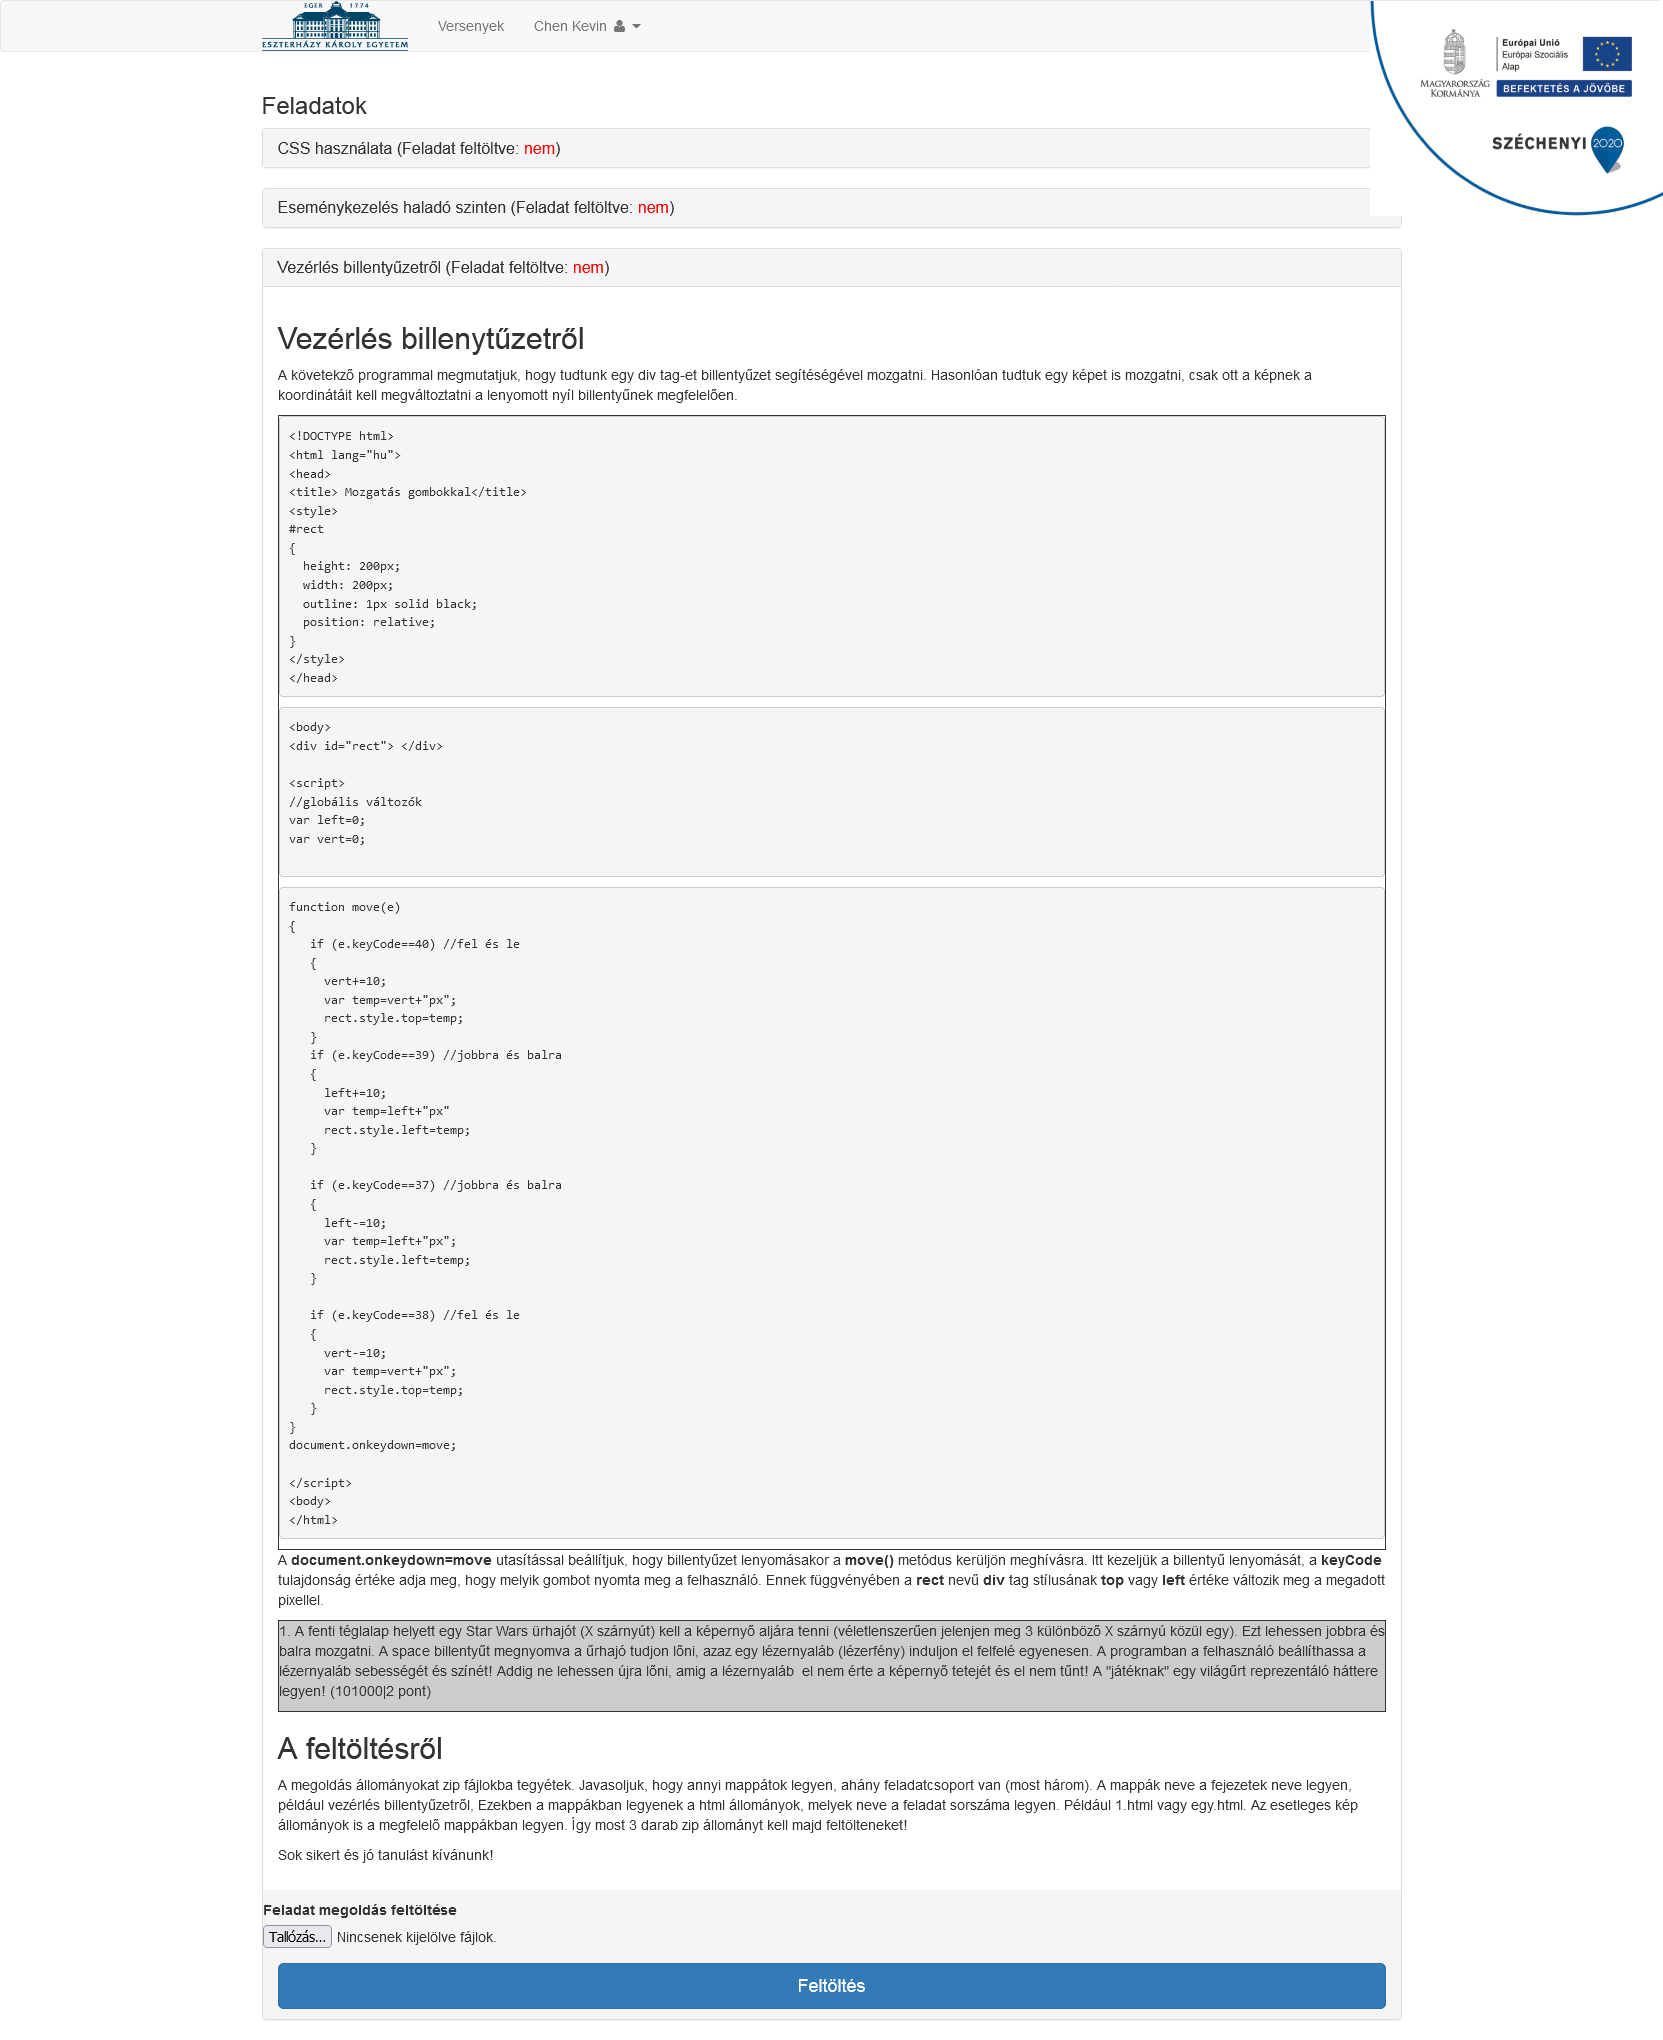 EGER 1774
ESZTERHÁZY KÁROLY EGYETEM
Versenyek
Chen Kevin
MAGYARORSZÁG
KORMÁNYA
Európai Unió
Európai Szociális
Alap
BEFEKTETÉS A JÖVŐBE
SZÉCHENYI 2020
Feladatok
CSS használata (Feladat feltöltve: nem)
Eseménykezelés haladó szinten (Feladat feltöltve: nem)
Vezérlés billentyűzetről (Feladat feltöltve: nem)
Vezérlés billenytűzetről
A követekző programmal megmutatjuk, hogy tudtunk egy div tag-et billentyűzet segítéségével mozgatni. Hasonlóan tudtuk egy képet is mozgatni, csak ott a képnek a
koordinátáit kell megváltoztatni a lenyomott nyíl billentyűnek megfelelően.
<!DOCTYPE html>
<html lang="hu">
<head>
<title> Mozgatás gombokkal</title>
<style>
#rect
{
  height: 200px;
  width: 200px;
  outline: 1px solid black;
  position: relative;
}
</style>
</head>
<body>
<div id="rect"> </div>
<script>
//globális változók
var left=0;
var vert=0;
function move(e)
{
   if (e.keyCode==40) //fel és le
   {
     vert+=10;
     var temp=vert+"px";
     rect.style.top=temp;
   }
   if (e.keyCode==39) //jobbra és balra
   {
     left+=10;
     var temp=left+"px"
     rect.style.left=temp;
   }
   if (e.keyCode==37) //jobbra és balra
   {
     left-=10;
     var temp=left+"px";
     rect.style.left=temp;
   }
   if (e.keyCode==38) //fel és le
   {
     vert-=10;
     var temp=vert+"px";
     rect.style.top=temp;
   }
}
document.onkeydown=move;
</script>
<body>
</html>
A document.onkeydown=move utasítással beállítjuk, hogy billentyűzet lenyomásakor a move() metódus kerüljön meghívásra. Itt kezeljük a billentyű lenyomását, a keyCode
tulajdonság értéke adja meg, hogy melyik gombot nyomta meg a felhasználó. Ennek függvényében a rect nevű div tag stílusának top vagy left értéke változik meg a megadott
pixellel.
1. A fenti téglalap helyett egy Star Wars ürhajót (X szárnyút) kell a képernyő aljára tenni (véletlenszerűen jelenjen meg 3 különböző X szárnyú közül egy). Ezt lehessen jobbra és
balra mozgatni. A space billentyűt megnyomva a űrhajó tudjon lőni, azaz egy lézernyaláb (lézerfény) induljon el felfelé egyenesen. A programban a felhasználó beállíthassa a
lézernyaláb sebességét és színét! Addig ne lehessen újra lőni, amig a lézernyaláb  el nem érte a képernyő tetejét és el nem tűnt! A "játéknak" egy világűrt reprezentáló háttere
legyen! (101000|2 pont)
A feltöltésről
A megoldás állományokat zip fájlokba tegyétek. Javasoljuk, hogy annyi mappátok legyen, ahány feladatcsoport van (most három). A mappák neve a fejezetek neve legyen,
például vezérlés billentyűzetről, Ezekben a mappákban legyenek a html állományok, melyek neve a feladat sorszáma legyen. Például 1.html vagy egy.html. Az esetleges kép
állományok is a megfelelő mappákban legyen. Így most 3 darab zip állományt kell majd feltölteneket!
Sok sikert és jó tanulást kívánunk!
Feladat megoldás feltöltése
Tallózás... Nincsenek kijelölve fájlok.
Feltöltés